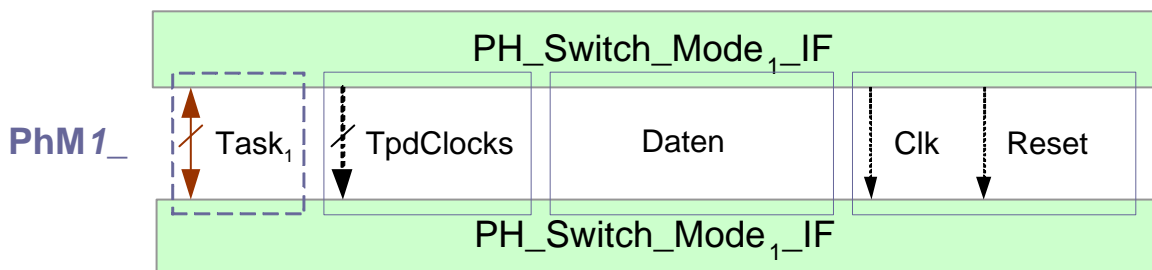 PH_Switch_Mode₁_IF
PhM1_ Task₁ TpdClocks Daten Clk Reset
PH_Switch_Mode₁_IF